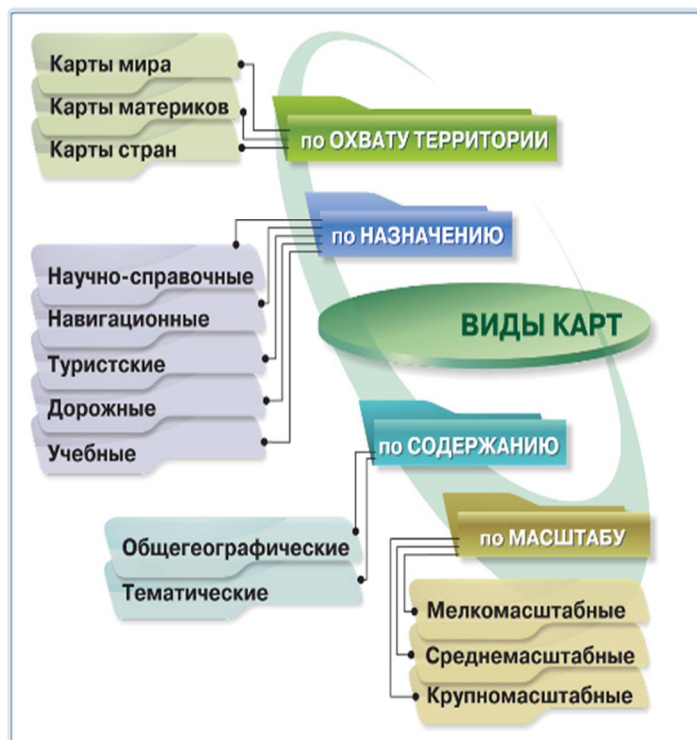 Карты мира
Карты материков
Карты стран
по ОХВАТУ ТЕРРИТОРИИ
по НАЗНАЧЕНИЮ
Научно-справочные
Навигационные
Туристские
Дорожные
Учебные
ВИДЫ КАРТ
по СОДЕРЖАНИЮ
Общегеографические
Тематические
по МАСШТАБУ
Мелкомасштабные
Среднемасштабные
Крупномасштабные